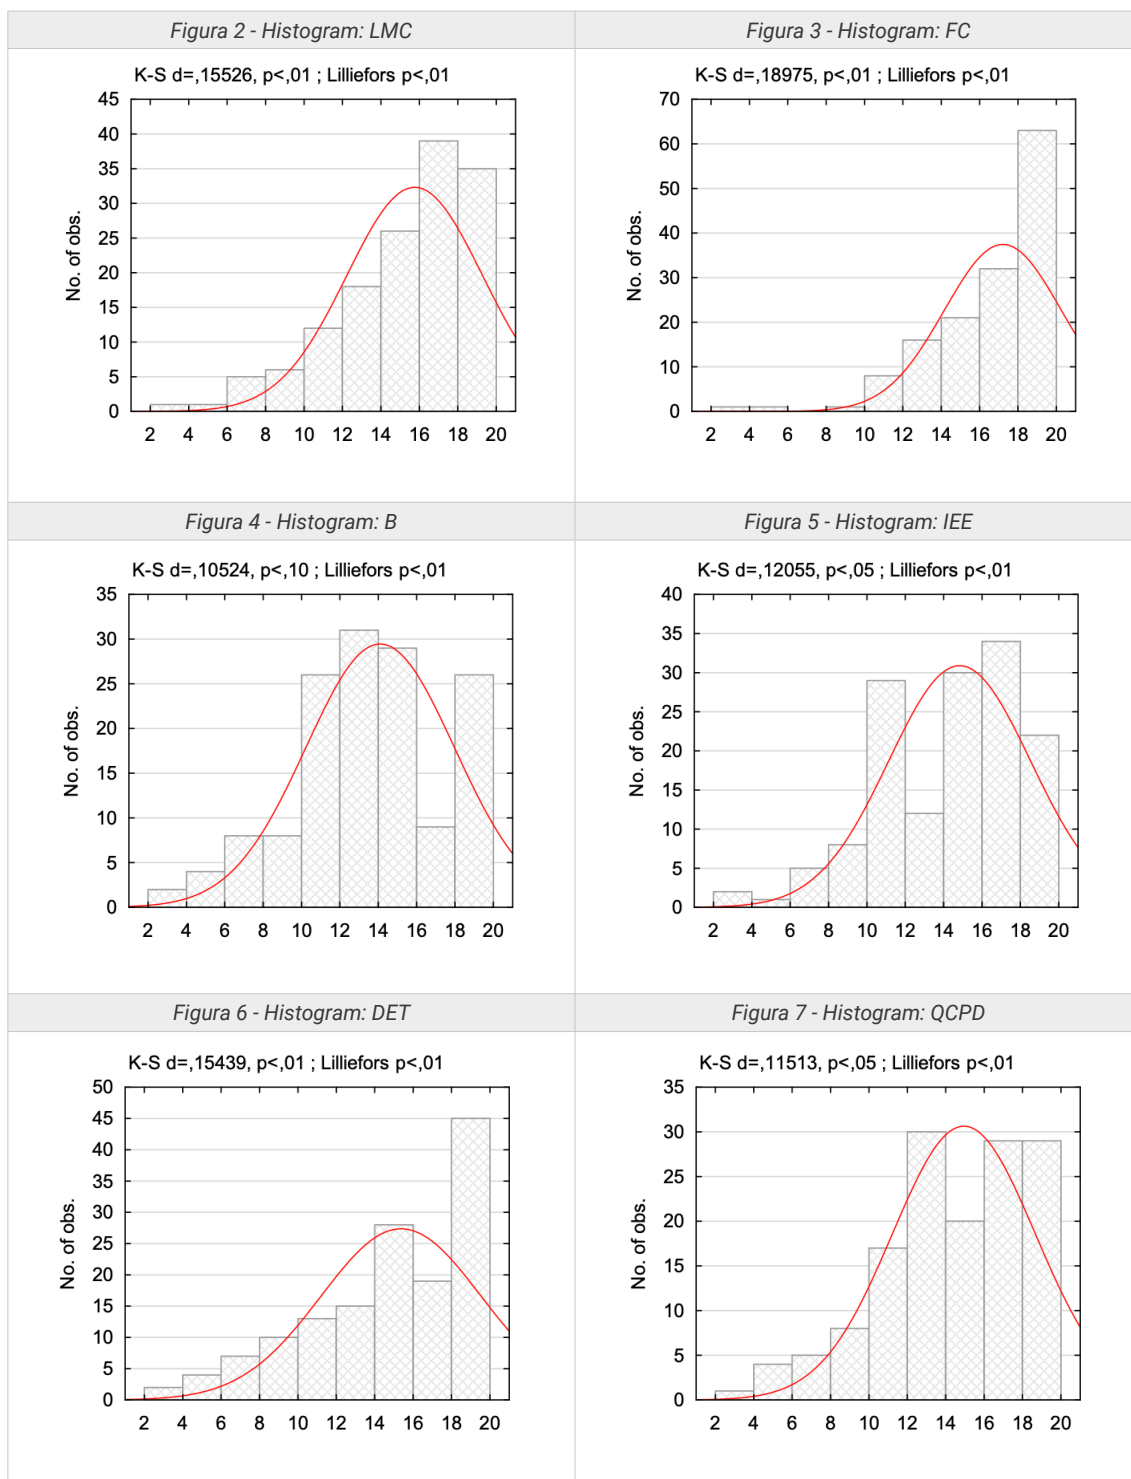 Figura 2 - Histogram: LMC
Figura 3 - Histogram: FC
K-S d=,15526, p<,01 ; Lilliefors p<,01
45
40
35
30
25
20
15
10
5
0
No. of obs.
2 4 6 8 10 12 14 16 18 20
K-S d=,18975, p<,01 ; Lilliefors p<,01
70
60
50
40
30
20
10
0
No. of obs.
2 4 6 8 10 12 14 16 18 20
Figura 4 - Histogram: B
Figura 5 - Histogram: IEE
K-S d=,10524, p<,10 ; Lilliefors p<,01
35
30
25
20
15
10
5
0
No. of obs.
2 4 6 8 10 12 14 16 18 20
K-S d=,12055, p<,05 ; Lilliefors p<,01
40
35
30
25
20
15
10
5
0
No. of obs.
2 4 6 8 10 12 14 16 18 20
Figura 6 - Histogram: DET
Figura 7 - Histogram: QCPD
K-S d=,15439, p<,01 ; Lilliefors p<,01
50
45
40
35
30
25
20
15
10
5
0
No. of obs.
2 4 6 8 10 12 14 16 18 20
K-S d=,11513, p<,05 ; Lilliefors p<,01
35
30
25
20
15
10
5
0
No. of obs.
2 4 6 8 10 12 14 16 18 20